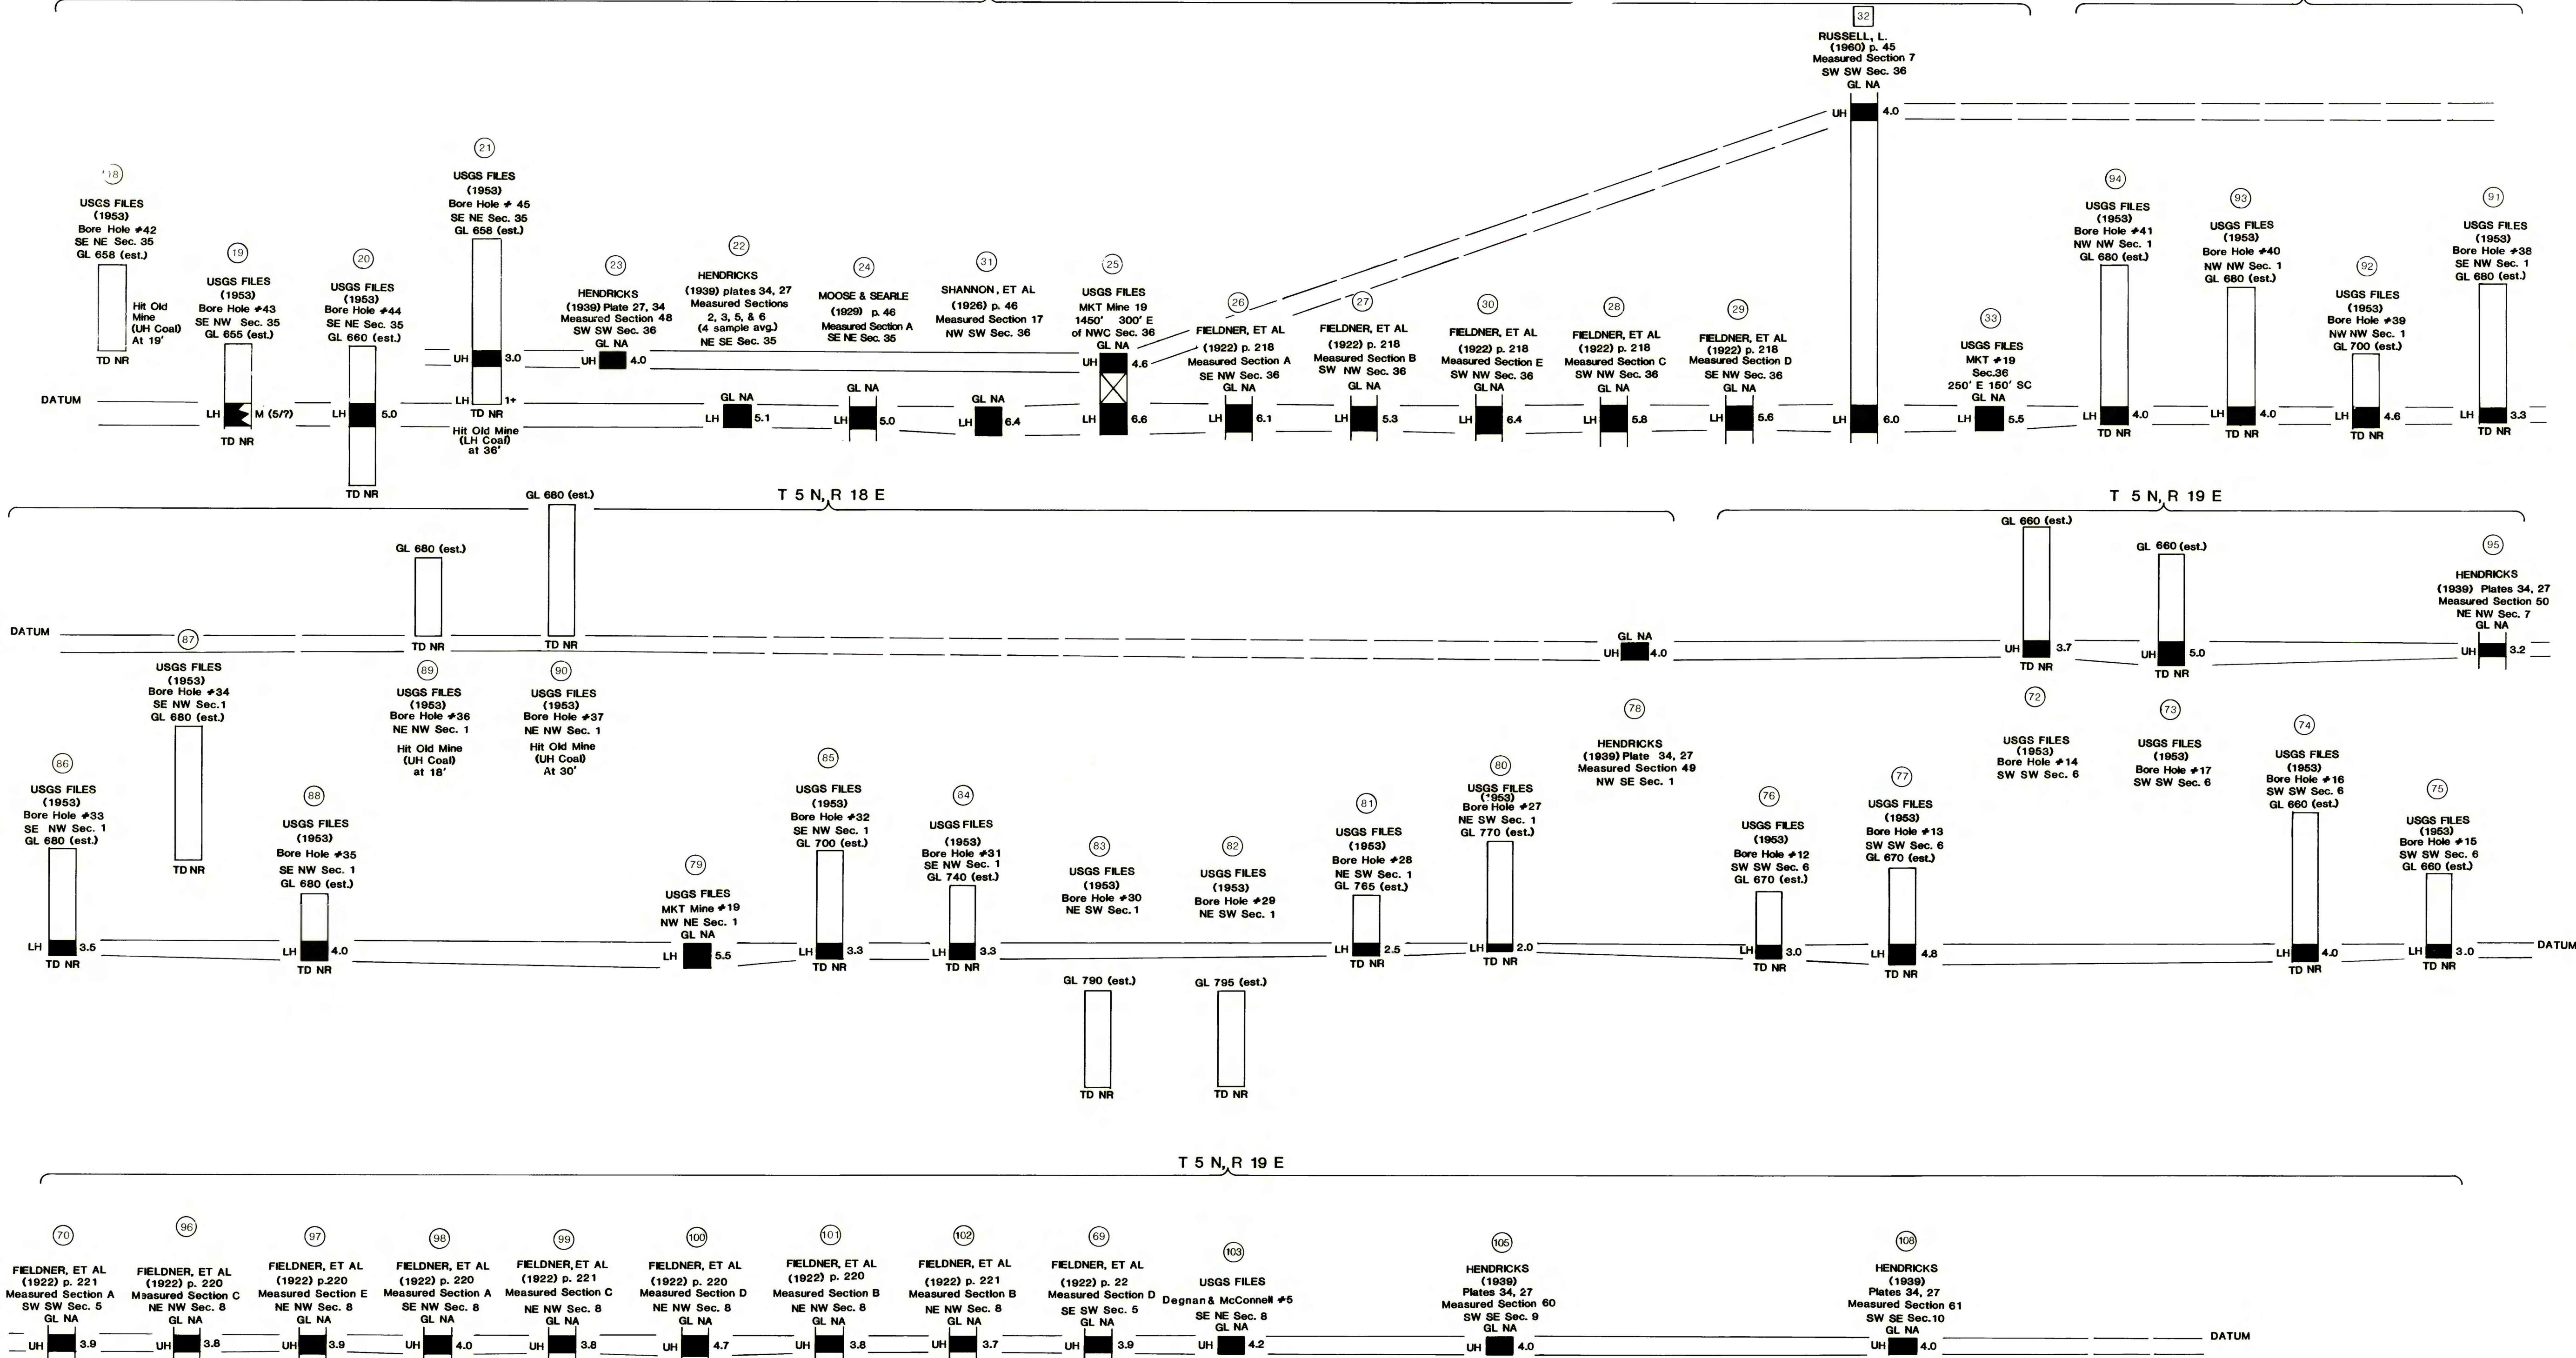 32
RUSSELL, L.
(1960) p. 45
Measured Section 7
SW SW Sec. 36
GL NA
UH 4.0
LH 6.0
USGS FILES
(1953)
Bore Hole #42
SE NE Sec. 35
GL 658 (est.)
Hit Old
Mine
(UH Coal)
At 19'
TD NR
19
USGS FILES
(1953)
Bore Hole #43
SE NW Sec. 35
GL 655 (est.)
LH M (5/?)
TD NR
20
USGS FILES
(1953)
Bore Hole #44
SE NE Sec. 35
GL 660 (est.)
LH 5.0
TD NR
21
USGS FILES
(1953)
Bore Hole # 45
SE NE Sec. 35
GL 658 (est.)
UH 3.0
LH 1+
TD NR
Hit Old Mine
(LH Coal)
at 36'
23
HENDRICKS
(1939) Plate 27, 34
Measured Section 48
SW SW Sec. 36
GL NA
UH 4.0
22
HENDRICKS
(1939) plates 34, 27
Measured Sections
2, 3, 5, & 6
(4 sample avg.)
NE SE Sec. 35
GL NA
LH 5.1
24
MOOSE & SEARLE
(1929) p. 46
Measured Section A
SE NE Sec. 35
GL NA
LH 5.0
31
SHANNON, ET AL
(1926) p. 46
Measured Section 17
NW SW Sec. 36
GL NA
LH 6.4
25
USGS FILES
MKT Mine 19
1450' 300' E
of NWC Sec. 36
GL NA
UH 4.6
LH 6.6
26
FIELDNER, ET AL
(1922) p. 218
Measured Section A
SE NW Sec. 36
GL NA
LH 6.1
27
FIELDNER, ET AL
(1922) p. 218
Measured Section B
SW NW Sec. 36
GL NA
LH 5.3
30
FIELDNER, ET AL
(1922) p. 218
Measured Section E
SW NW Sec. 36
GL NA
LH 6.4
28
FIELDNER, ET AL
(1922) p. 218
Measured Section C
SW NW Sec. 36
GL NA
LH 5.8
29
FIELDNER, ET AL
(1922) p. 218
Measured Section D
SE NW Sec. 36
GL NA
LH 5.6
33
USGS FILES
MKT #19
Sec.36
250' E 150' SC
GL NA
LH 5.5
94
USGS FILES
(1953)
Bore Hole #41
NW NW Sec. 1
GL 680 (est.)
LH 4.0
TD NR
93
USGS FILES
(1953)
Bore Hole #40
NW NW Sec. 1
GL 680 (est.)
LH 4.0
TD NR
92
USGS FILES
(1953)
Bore Hole #39
NW NW Sec. 1
GL 700 (est.)
LH 4.6
TD NR
91
USGS FILES
(1953)
Bore Hole #38
SE NW Sec. 1
GL 680 (est.)
LH 3.3
TD NR
DATUM
T 5 N, R 18 E
T 5 N, R 19 E
DATUM
GL 680 (est.)
TD NR
89
USGS FILES
(1953)
Bore Hole #36
NE NW Sec. 1
Hit Old Mine
(UH Coal)
at 18'
GL 680 (est.)
TD NR
90
USGS FILES
(1953)
Bore Hole #37
NE NW Sec. 1
Hit Old Mine
(UH Coal)
At 30'
GL NA
UH 4.0
78
HENDRICKS
(1939) Plate 34, 27
Measured Section 49
NW SE Sec. 1
GL 660 (est.)
UH 3.7
TD NR
72
USGS FILES
(1953)
Bore Hole #14
SW SW Sec. 6
GL 660 (est.)
UH 5.0
TD NR
73
USGS FILES
(1953)
Bore Hole #17
SW SW Sec. 6
95
HENDRICKS
(1939) Plates 34, 27
Measured Section 50
NE NW Sec. 7
GL NA
UH 3.2
86
USGS FILES
(1953)
Bore Hole #33
SE NW Sec. 1
GL 680 (est.)
LH 3.5
TD NR
87
USGS FILES
(1953)
Bore Hole #34
SE NW Sec.1
GL 680 (est.)
TD NR
88
USGS FILES
(1953)
Bore Hole #35
SE NW Sec. 1
GL 680 (est.)
LH 4.0
TD NR
79
USGS FILES
MKT Mine #19
NW NE Sec. 1
GL NA
LH 5.5
85
USGS FILES
(1953)
Bore Hole #32
SE NW Sec. 1
GL 700 (est.)
LH 3.3
TD NR
84
USGS FILES
(1953)
Bore Hole #31
SE NW Sec. 1
GL 740 (est.)
LH 3.3
TD NR
83
USGS FILES
(1953)
Bore Hole #30
NE SW Sec. 1
GL 790 (est.)
TD NR
82
USGS FILES
(1953)
Bore Hole #29
NE SW Sec. 1
GL 795 (est.)
TD NR
81
USGS FILES
(1953)
Bore Hole #28
NE SW Sec. 1
GL 765 (est.)
LH 2.5
TD NR
80
USGS FILES
(1953)
Bore Hole #27
NE SW Sec. 1
GL 770 (est.)
LH 2.0
TD NR
76
USGS FILES
(1953)
Bore Hole #12
SW SW Sec. 6
GL 670 (est.)
LH 3.0
TD NR
77
USGS FILES
(1953)
Bore Hole #13
SW SW Sec. 6
GL 670 (est.)
LH 4.8
TD NR
74
USGS FILES
(1953)
Bore Hole #16
SW SW Sec. 6
GL 660 (est.)
LH 4.0
TD NR
75
USGS FILES
(1953)
Bore Hole #15
SW SW Sec. 6
GL 660 (est.)
LH 3.0
TD NR
DATUM
T 5 N, R 19 E
70
FIELDNER, ET AL
(1922) p. 221
Measured Section A
SW SW Sec. 5
GL NA
UH 3.9
96
FIELDNER, ET AL
(1922) p. 220
Measured Section C
NE NW Sec. 8
GL NA
UH 3.8
97
FIELDNER, ET AL
(1922) p.220
Measured Section E
NE NW Sec. 8
GL NA
UH 3.9
98
FIELDNER, ET AL
(1922) p. 220
Measured Section A
SE NW Sec. 8
GL NA
UH 4.0
99
FIELDNER, ET AL
(1922) p. 221
Measured Section C
NE NW Sec. 8
GL NA
UH 3.8
100
FIELDNER, ET AL
(1922) p. 220
Measured Section D
NE NW Sec. 8
GL NA
UH 4.7
101
FIELDNER, ET AL
(1922) p. 220
Measured Section B
NE NW Sec. 8
GL NA
UH 3.8
102
FIELDNER, ET AL
(1922) p. 221
Measured Section B
NE NW Sec. 8
GL NA
UH 3.7
69
FIELDNER, ET AL
(1922) p. 22
Measured Section D
SE SW Sec. 5
GL NA
UH 3.9
103
USGS FILES
Degnan & McConnell #5
SE NE Sec. 8
GL NA
UH 4.2
105
HENDRICKS
(1939)
Plates 34, 27
Measured Section 60
SW SE Sec. 9
GL NA
UH 4.0
108
HENDRICKS
(1939)
Plates 34, 27
Measured Section 61
SW SE Sec.10
GL NA
UH 4.0
DATUM